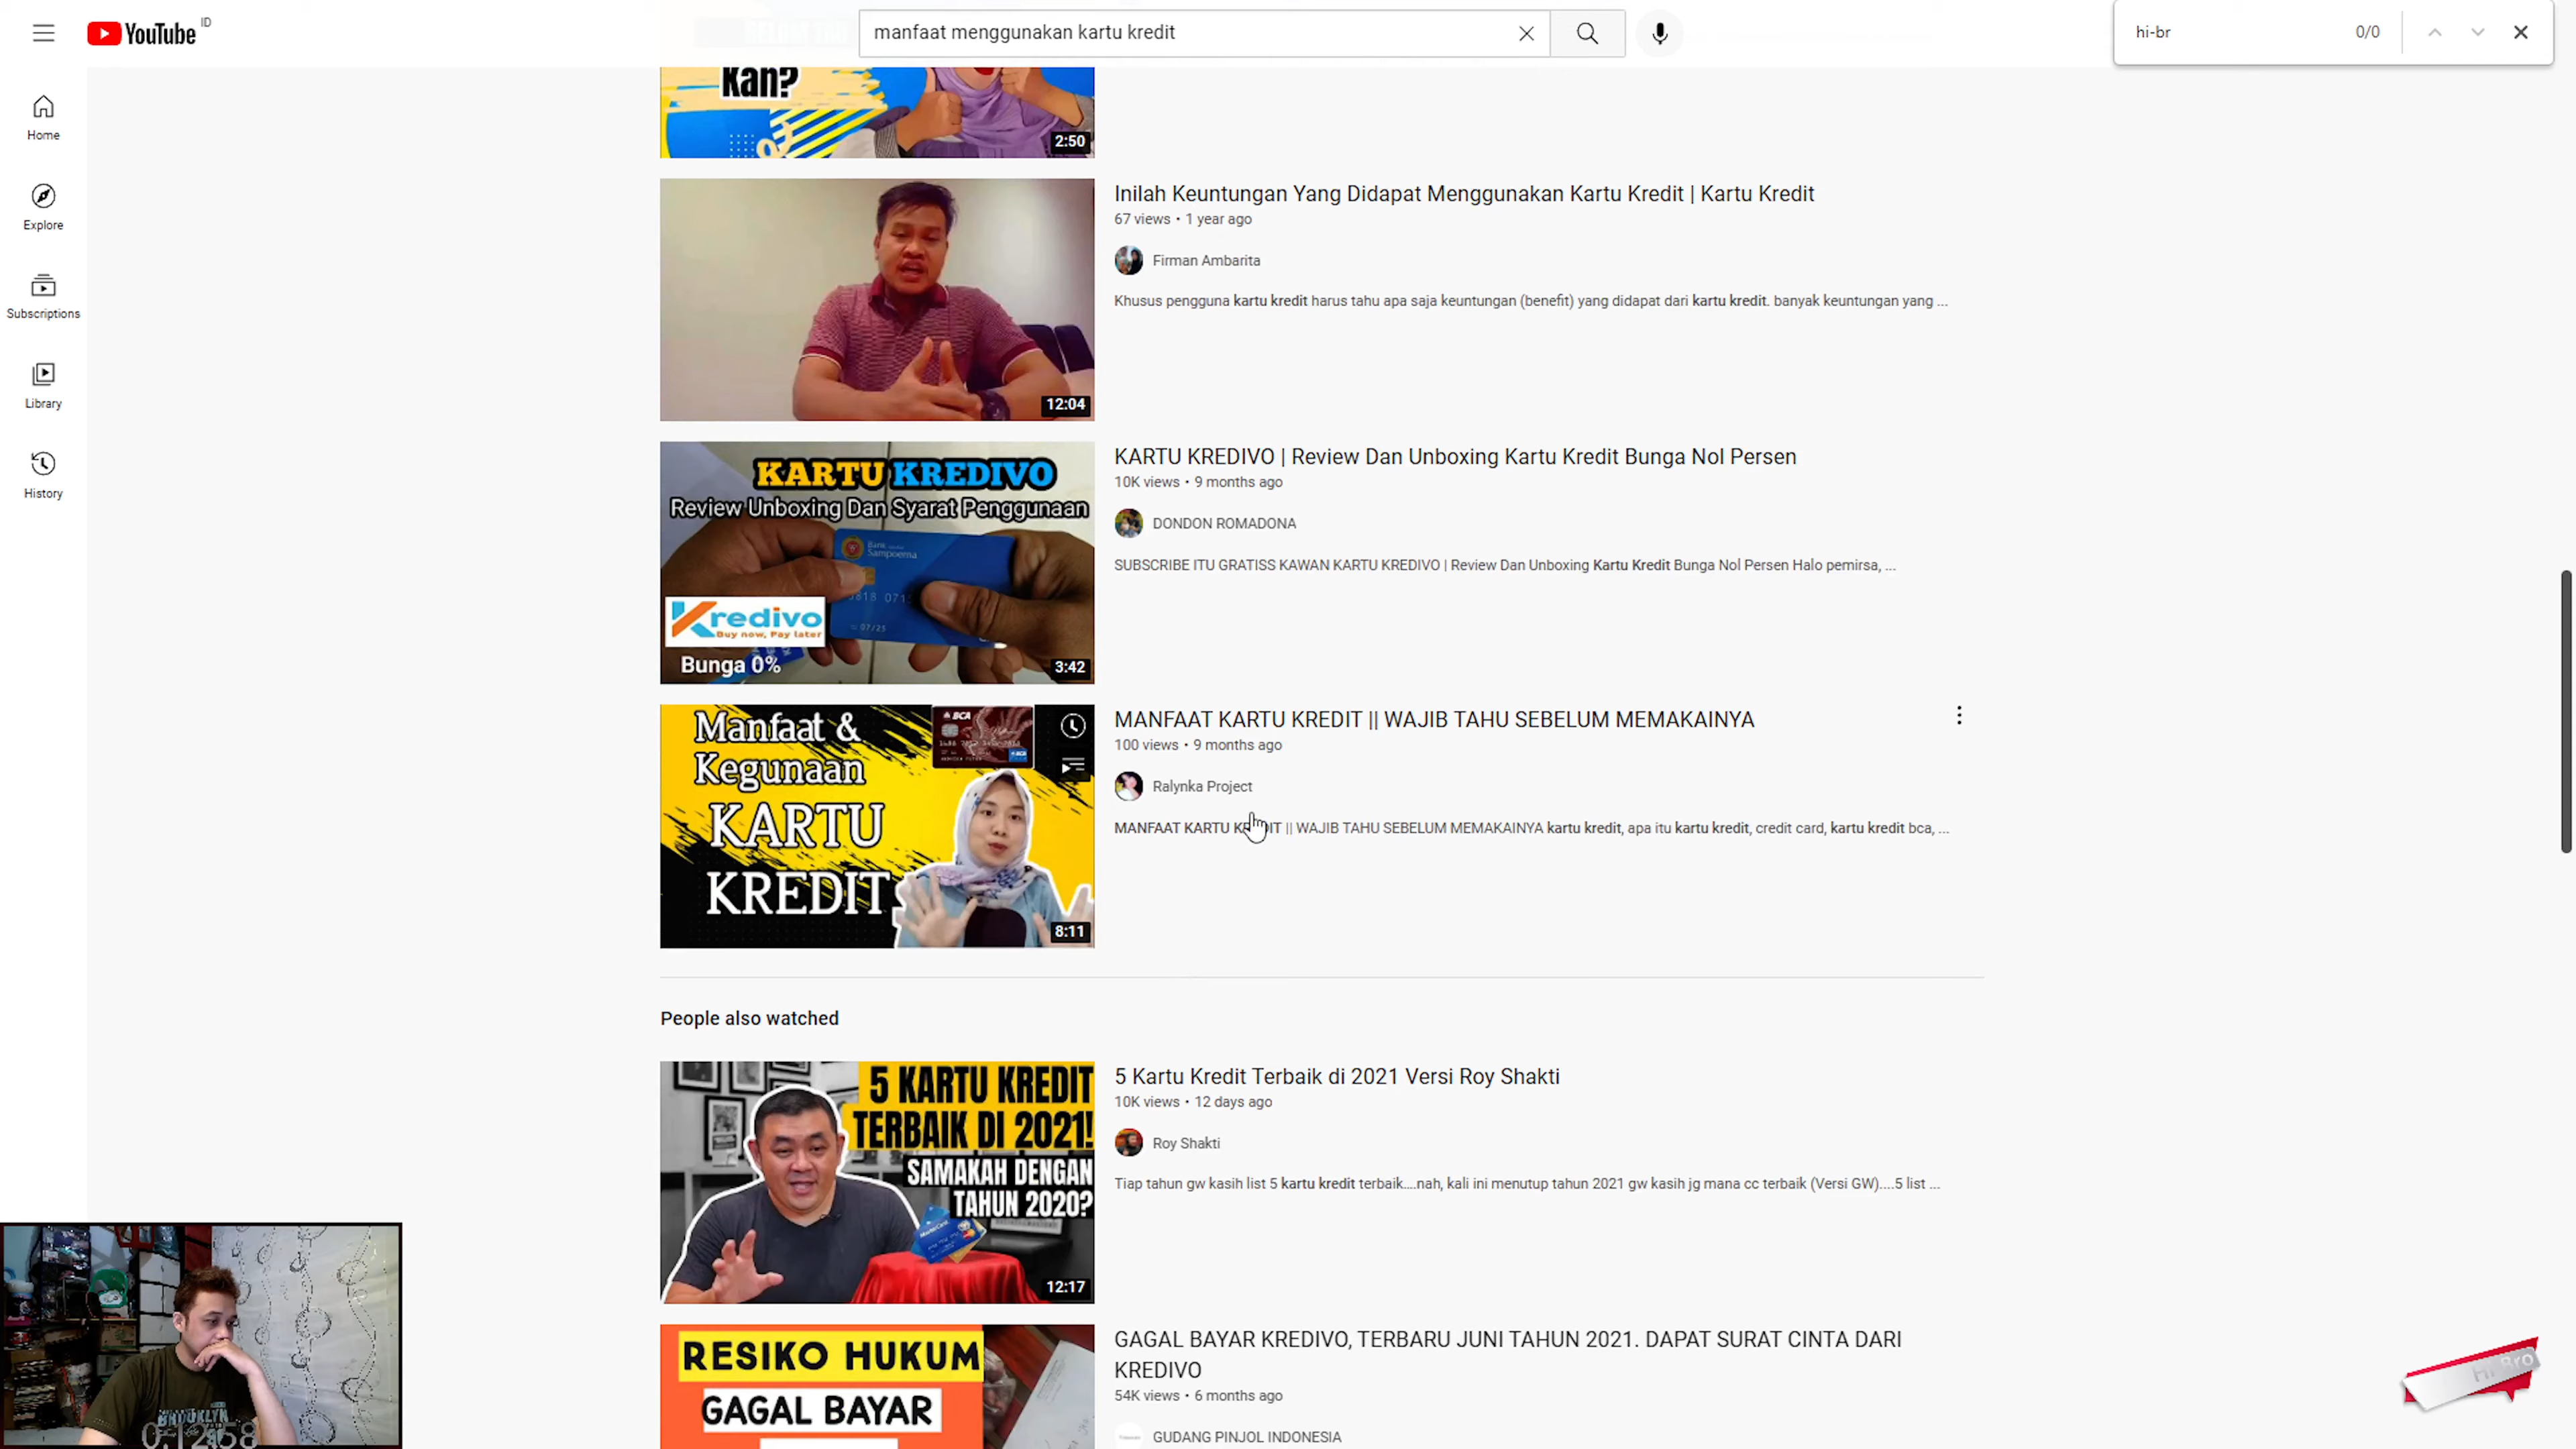 YouTube ID
manfaat menggunakan kartu kredit
hi-br
0/0
Home
Explore
Subscriptions
Library
History
Kan?
2:50
12:04
Inilah Keuntungan Yang Didapat Menggunakan Kartu Kredit | Kartu Kredit
67 views • 1 year ago
Firman Ambarita
Khusus pengguna kartu kredit harus tahu apa saja keuntungan (benefit) yang didapat dari kartu kredit. banyak keuntungan yang ...
KARTU KREDIVO
Review Unboxing Dan Syarat Penggunaan
Bank
Sampoerna
07/25
Kredivo
Buy now, Pay later
Bunga 0%
3:42
KARTU KREDIVO | Review Dan Unboxing Kartu Kredit Bunga Nol Persen
10K views • 9 months ago
DONDON ROMADONA
SUBSCRIBE ITU GRATISS KAWAN KARTU KREDIVO | Review Dan Unboxing Kartu Kredit Bunga Nol Persen Halo pemirsa, ...
Manfaat &
Kegunaan
KARTU
KREDIT
BCA
8:11
MANFAAT KARTU KREDIT || WAJIB TAHU SEBELUM MEMAKAINYA
100 views • 9 months ago
Ralynka Project
MANFAAT KARTU KREDIT || WAJIB TAHU SEBELUM MEMAKAINYA kartu kredit, apa itu kartu kredit, credit card, kartu kredit bca, ...
People also watched
5 KARTU KREDIT
TERBAIK DI 2021!
SAMAKAH DENGAN
TAHUN 2020?
12:17
5 Kartu Kredit Terbaik di 2021 Versi Roy Shakti
10K views • 12 days ago
Roy Shakti
Tiap tahun gw kasih list 5 kartu kredit terbaik....nah, kali ini menutup tahun 2021 gw kasih jg mana cc terbaik (Versi GW)....5 list ...
RESIKO HUKUM
GAGAL BAYAR
GAGAL BAYAR KREDIVO, TERBARU JUNI TAHUN 2021. DAPAT SURAT CINTA DARI
KREDIVO
54K views • 6 months ago
GUDANG PINJOL INDONESIA
BROOKLYN
0:12:58
Hi Bro